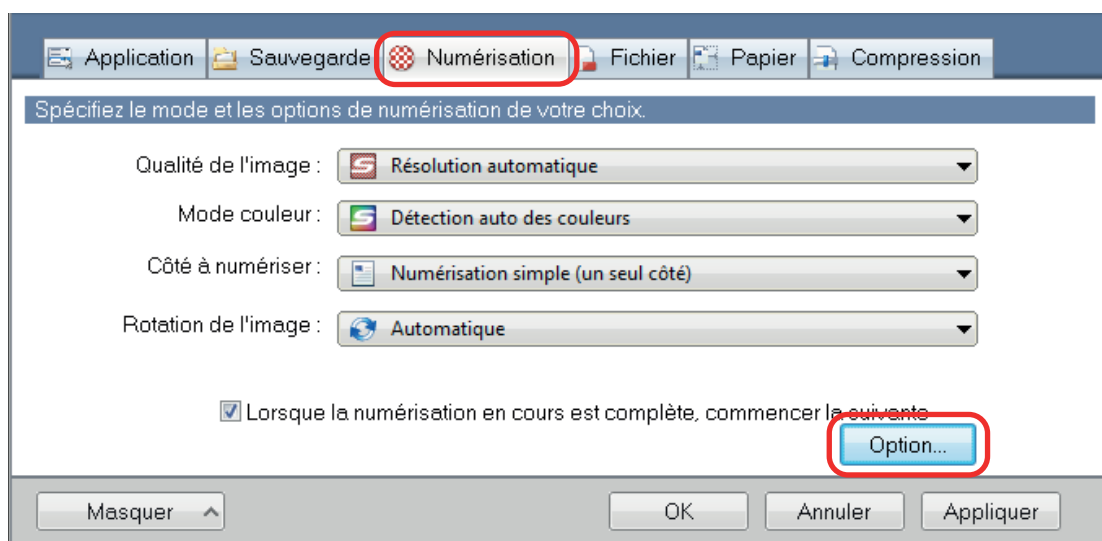 Application Sauvegarde Numérisation Fichier Papier Compression
Spécifiez le mode et les options de numérisation de votre choix.
Qualité de l'image : Résolution automatique
Mode couleur : Détection auto des couleurs
Côté à numériser : Numérisation simple (un seul côté)
Rotation de l'image : Automatique
Lorsque la numérisation en cours est complète, commencer la suivante
Option...
Masquer OK Annuler Appliquer